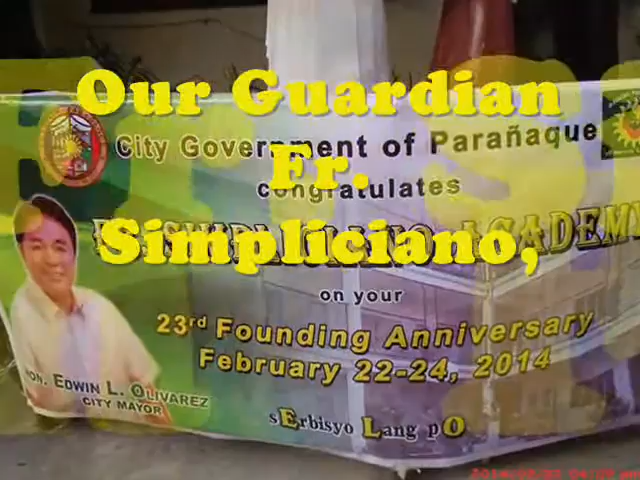 Our Guardian
Fr.
Simpliciano,
City Government of Parañaque
congratulates
ACADEM
on your
23rd Founding Anniversary
February 22-24, 2014
HON. EDWIN L. OLIVAREZ
CITY MAYOR
sErbisyo Lang pO